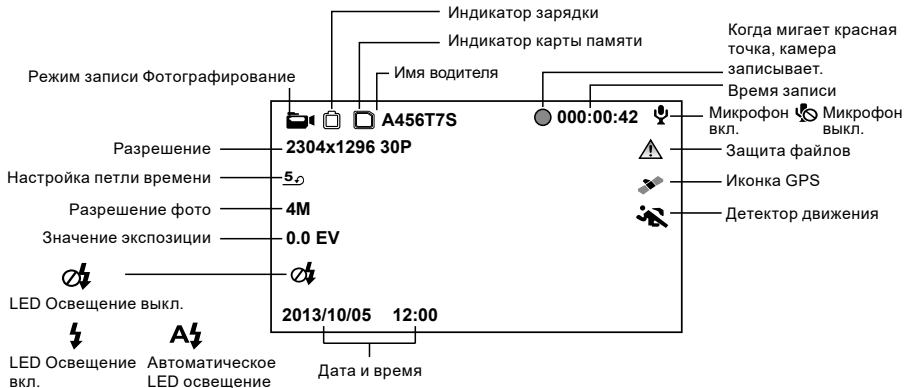 Индикатор зарядки
Индикатор карты памяти
Имя водителя
Режим записи Фотографирование
Когда мигает красная
точка, камера
записывает.
Время записи
A456T7S
000:00:42
Микрофон вкл.
Микрофон выкл.
Разрешение
2304x1296 30P
Защита файлов
Настройка петли времени
5
Иконка GPS
Разрешение фото
4M
Детектор движения
Значение экспозиции
0.0 EV
LED Освещение выкл.
2013/10/05 12:00
A
LED Освещение
вкл.
Автоматическое
LED освещение
Дата и время